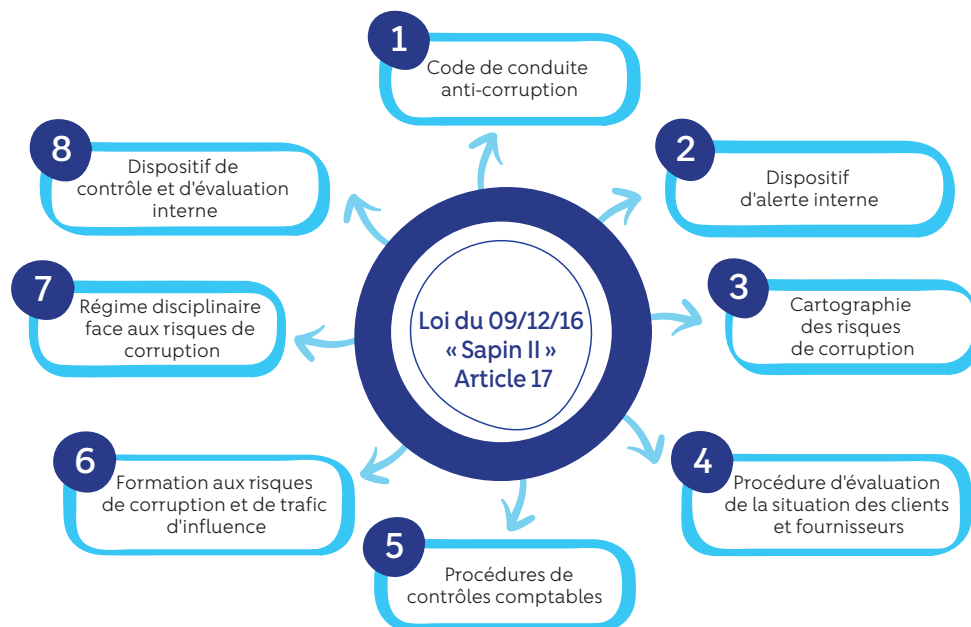 Loi du 09/12/16
« Sapin II »
Article 17
1
Code de conduite
anti-corruption
2
Dispositif
d'alerte interne
3
Cartographie
des risques
de corruption
4
Procédure d'évaluation
de la situation des clients
et fournisseurs
5
Procédures de
contrôles comptables
6
Formation aux risques
de corruption et de trafic
d'influence
7
Régime disciplinaire
face aux risques de
corruption
8
Dispositif de
contrôle et d'évaluation
interne